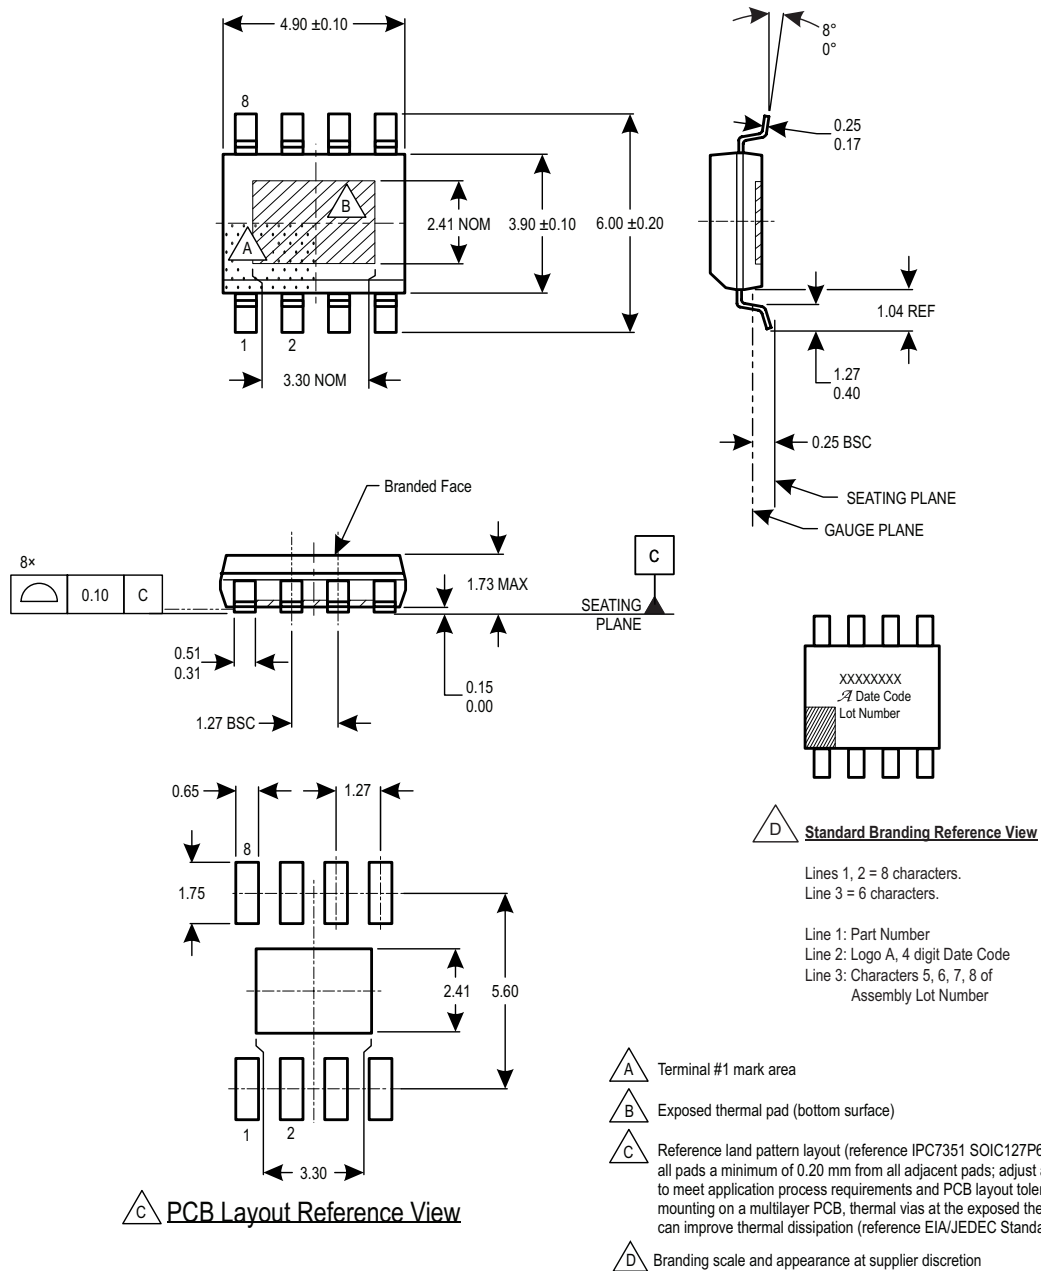 4.90 ±0.10
8
B
A
2.41 NOM
3.90 ±0.10
6.00 ±0.20
1
2
3.30 NOM
8°
0°
0.25
0.17
1.04 REF
1.27
0.40
0.25 BSC
SEATING PLANE
GAUGE PLANE
Branded Face
8×
0.10
C
1.73 MAX
SEATING
PLANE
C
0.51
0.31
0.15
0.00
1.27 BSC
XXXXXXXX
A Date Code
Lot Number
0.65
1.27
8
1.75
2.41
5.60
1
2
3.30
C PCB Layout Reference View
D Standard Branding Reference View
Lines 1, 2 = 8 characters.
Line 3 = 6 characters.
Line 1: Part Number
Line 2: Logo A, 4 digit Date Code
Line 3: Characters 5, 6, 7, 8 of
Assembly Lot Number
A Terminal #1 mark area
B Exposed thermal pad (bottom surface)
C Reference land pattern layout (reference IPC7351 SOIC127P6
all pads a minimum of 0.20 mm from all adjacent pads; adjust
to meet application process requirements and PCB layout
mounting on a multilayer PCB, thermal vias at the exposed
can improve thermal dissipation (reference EIA/JEDEC
D Branding scale and appearance at supplier discretion